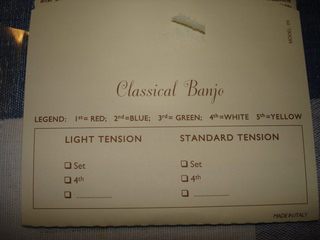 Classical Banjo
LEGEND: 1st= RED; 2nd=BLUE; 3rd= GREEN; 4th=WHITE 5th=YELLOW
LIGHT TENSION STANDARD TENSION
Set Set
4th 4th
MADE IN ITALY